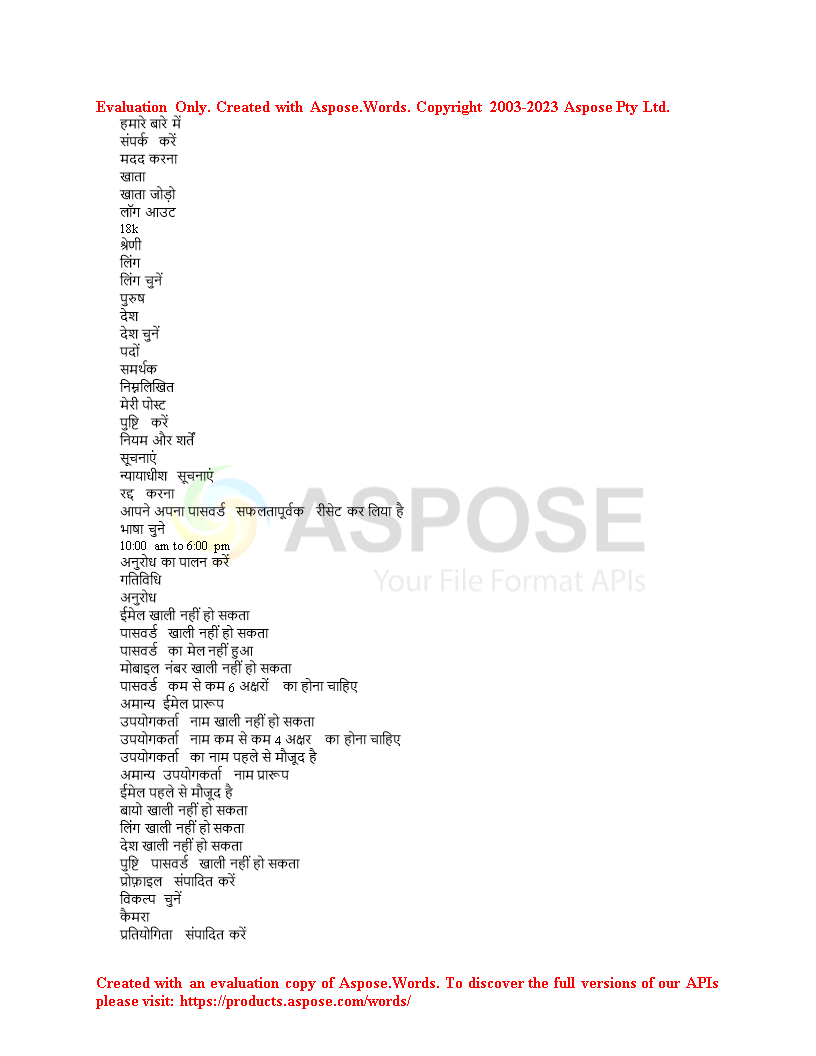 Evaluation Only. Created with Aspose.Words. Copyright 2003-2023 Aspose Pty Ltd.
हमारे बारे में
संपर्क करें
मदद करना
खाता
खाता जोड़ो
लॉग आउट
18k
श्रेणी
लिंग
लिंग चुनें
पुरुष
देश
देश चुनें
पदों
समर्थक
निम्नलिखित
मेरी पोस्ट
पुष्टि करें
नियम और शर्तें
सूचनाएं
न्यायाधीश सूचनाएं
रद्द करना
आपने अपना पासवर्ड सफलतापूर्वक रीसेट कर लिया है
भाषा चुने
10:00 am to 6:00 pm
अनुरोध का पालन करें
गतिविधि
अनुरोध
ईमेल खाली नहीं हो सकता
पासवर्ड खाली नहीं हो सकता
पासवर्ड का मेल नहीं हुआ
मोबाइल नंबर खाली नहीं हो सकता
पासवर्ड कम से कम 6 अक्षरों का होना चाहिए
अमान्य ईमेल प्रारूप
उपयोगकर्ता नाम खाली नहीं हो सकता
उपयोगकर्ता नाम कम से कम 4 अक्षर का होना चाहिए
उपयोगकर्ता का नाम पहले से मौजूद है
अमान्य उपयोगकर्ता नाम प्रारूप
ईमेल पहले से मौजूद है
बायो खाली नहीं हो सकता
लिंग खाली नहीं हो सकता
देश खाली नहीं हो सकता
पुष्टि पासवर्ड खाली नहीं हो सकता
प्रोफ़ाइल संपादित करें
विकल्प चुनें
कैमरा
प्रतियोगिता संपादित करें
ASPOSE
Your File Format APIs
Created with an evaluation copy of Aspose.Words. To discover the full versions of our APIs
please visit: https://products.aspose.com/words/